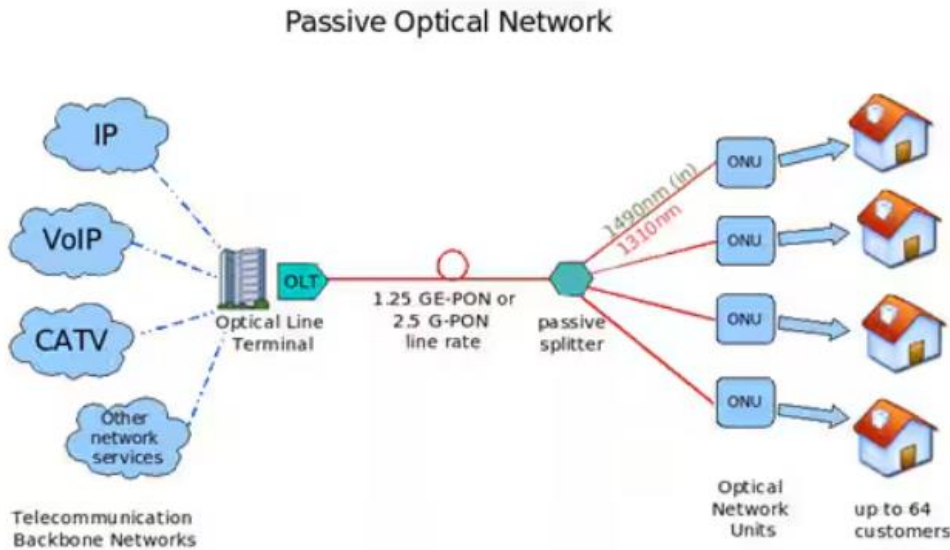 Passive Optical Network
IP
VoIP
CATV
Other
network
services
Telecommunication
Backbone Networks
OLT
Optical Line
Terminal
1.25 GE-PON or
2.5 G-PON
line rate
passive
splitter
1490nm (in)
1310nm
ONU
ONU
ONU
ONU
Optical
Network
Units
up to 64
customers